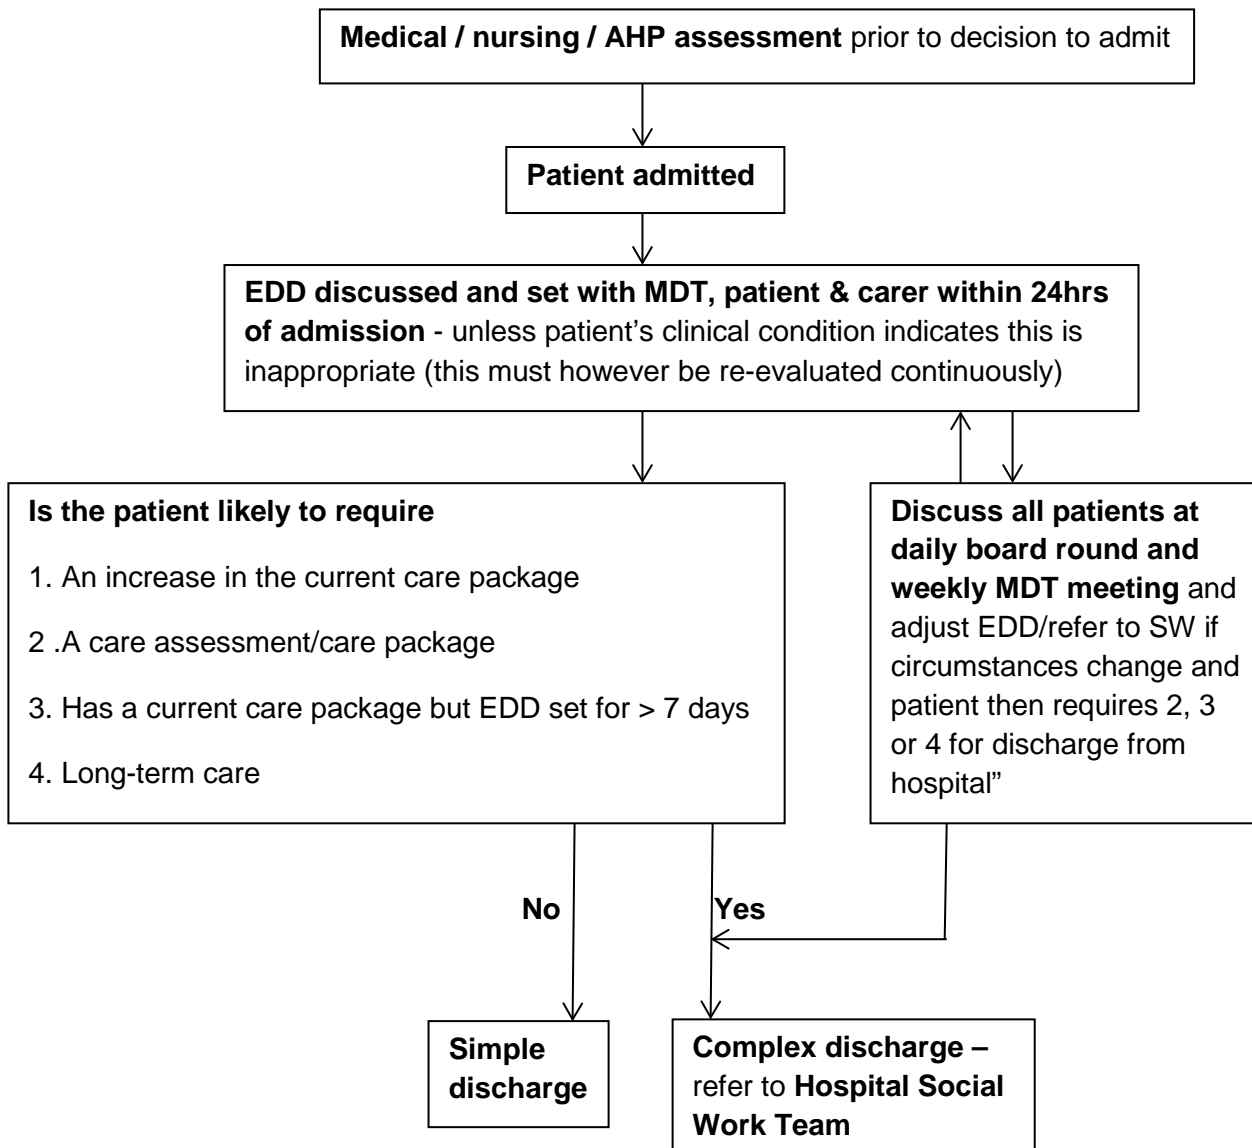 Medical / nursing / AHP assessment prior to decision to admit
Patient admitted
EDD discussed and set with MDT, patient & carer within 24hrs
of admission - unless patient’s clinical condition indicates this is
inappropriate (this must however be re-evaluated continuously)
Is the patient likely to require
1. An increase in the current care package
2 .A care assessment/care package
3. Has a current care package but EDD set for > 7 days
4. Long-term care
Discuss all patients at
daily board round and
weekly MDT meeting and
adjust EDD/refer to SW if
circumstances change and
patient then requires 2, 3
or 4 for discharge from
hospital”
No
Yes
Simple
discharge
Complex discharge –
refer to Hospital Social
Work Team